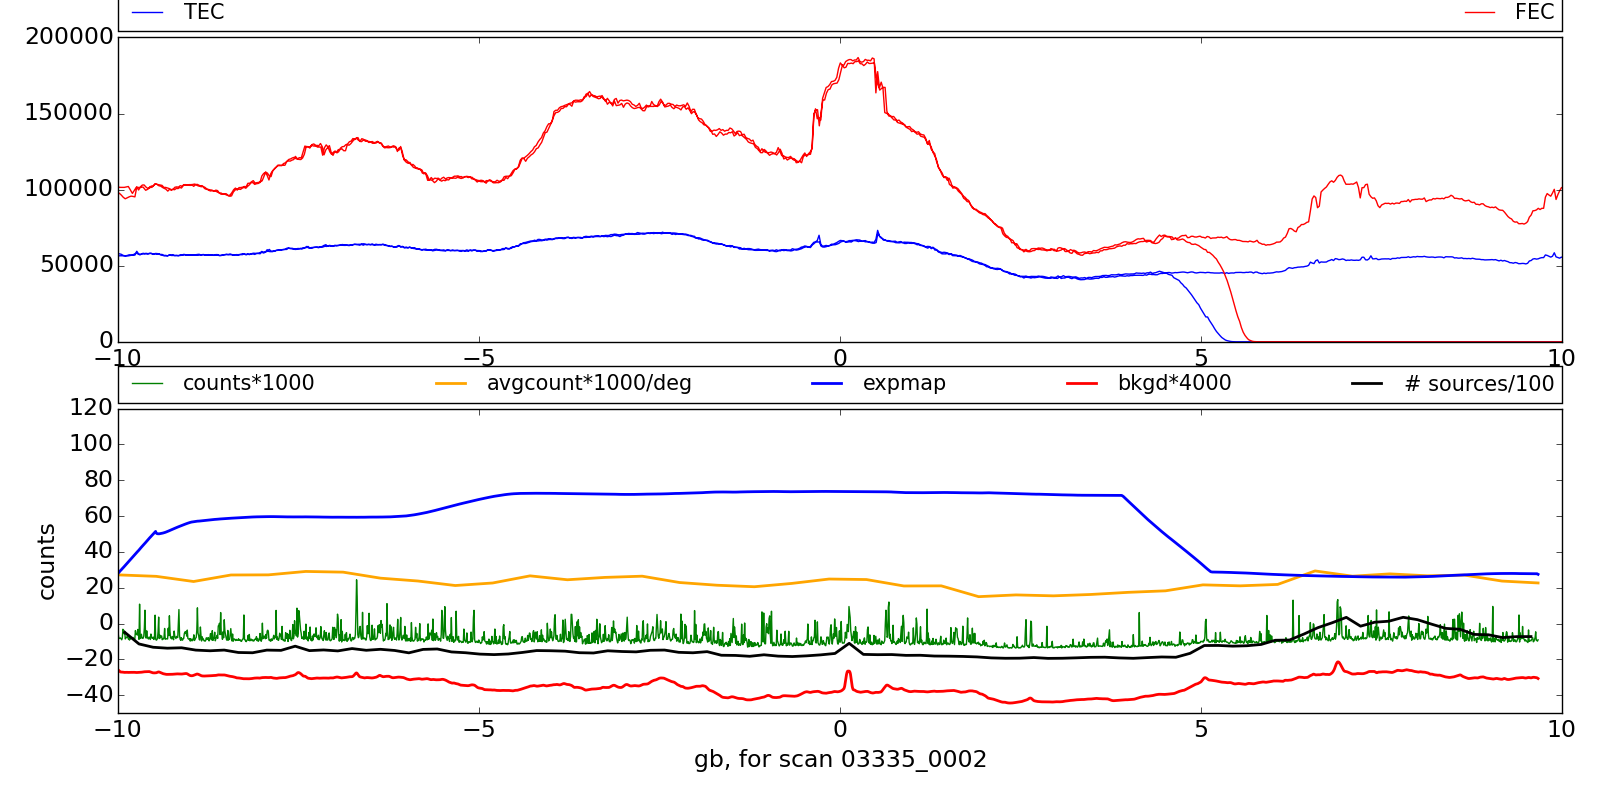 TEC FEC
200000
150000
100000
50000
0
−10 −5 0 5 10
counts*1000 avgcount*1000/deg expmap bkgd*4000 # sources/100
120
100
80
60
40
20
0
−20
−40
counts
−10 −5 0 5 10
gb, for scan 03335_0002